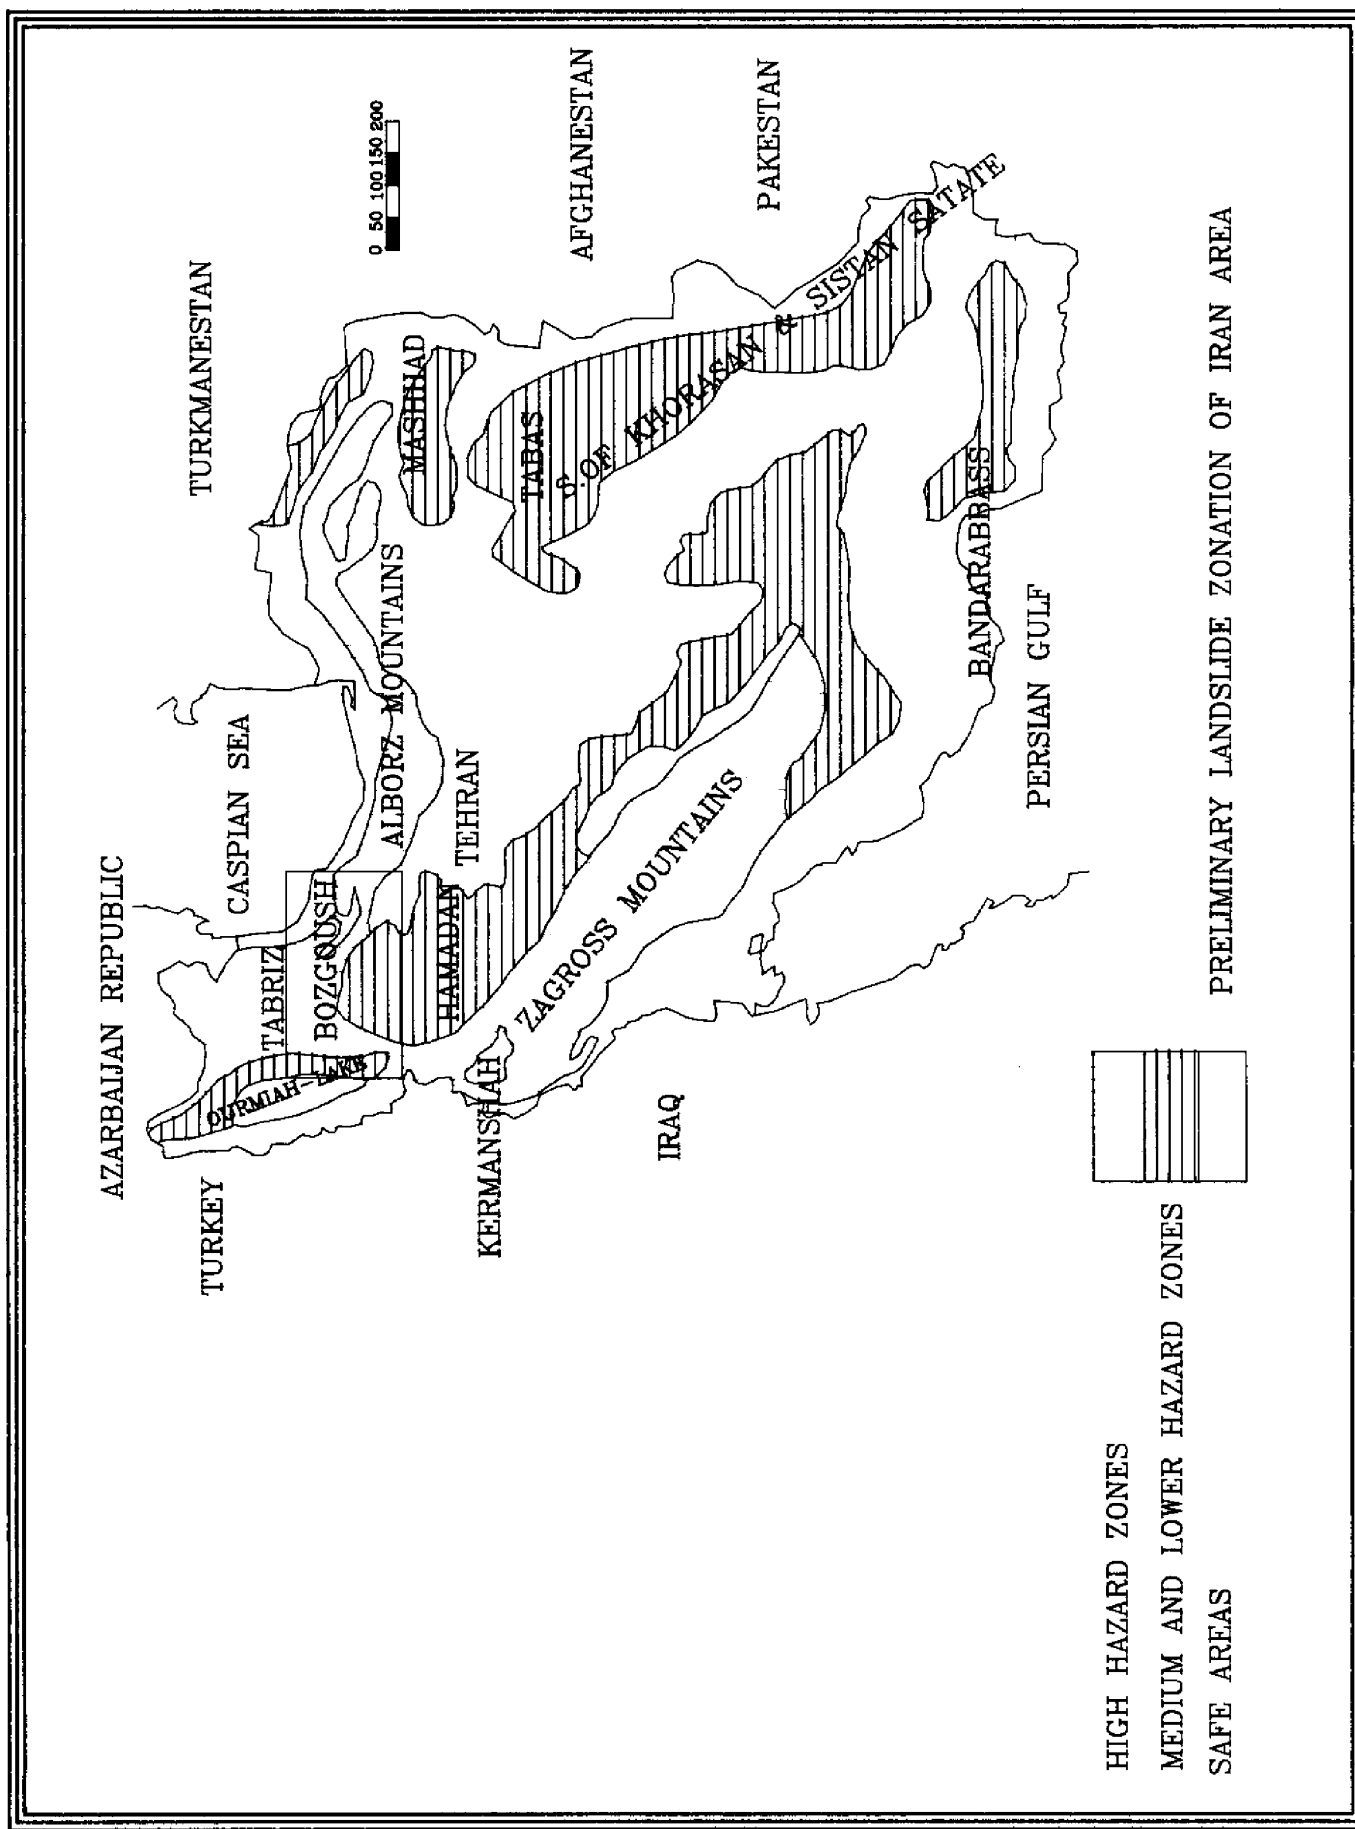 AZARBAIJAN REPUBLIC
TURKEY
CASPIAN SEA
TURKMANESTAN
TABRIZ
BOZGOUSH
OURMIAH-LAKE
ALBORZ MOUNTAINS
MASHHAD
0 50 100 150 200
HAMADAN
TEHRAN
KERMANSHAH
TABAS
S.OF KHORASAN & SISTAN SATATE
AFGHANESTAN
ZAGROSS MOUNTAINS
IRAQ
PAKESTAN
BANDARABBASS
PERSIAN GULF
HIGH HAZARD ZONES
MEDIUM AND LOWER HAZARD ZONES
SAFE AREAS
PRELIMINARY LANDSLIDE ZONATION OF IRAN AREA